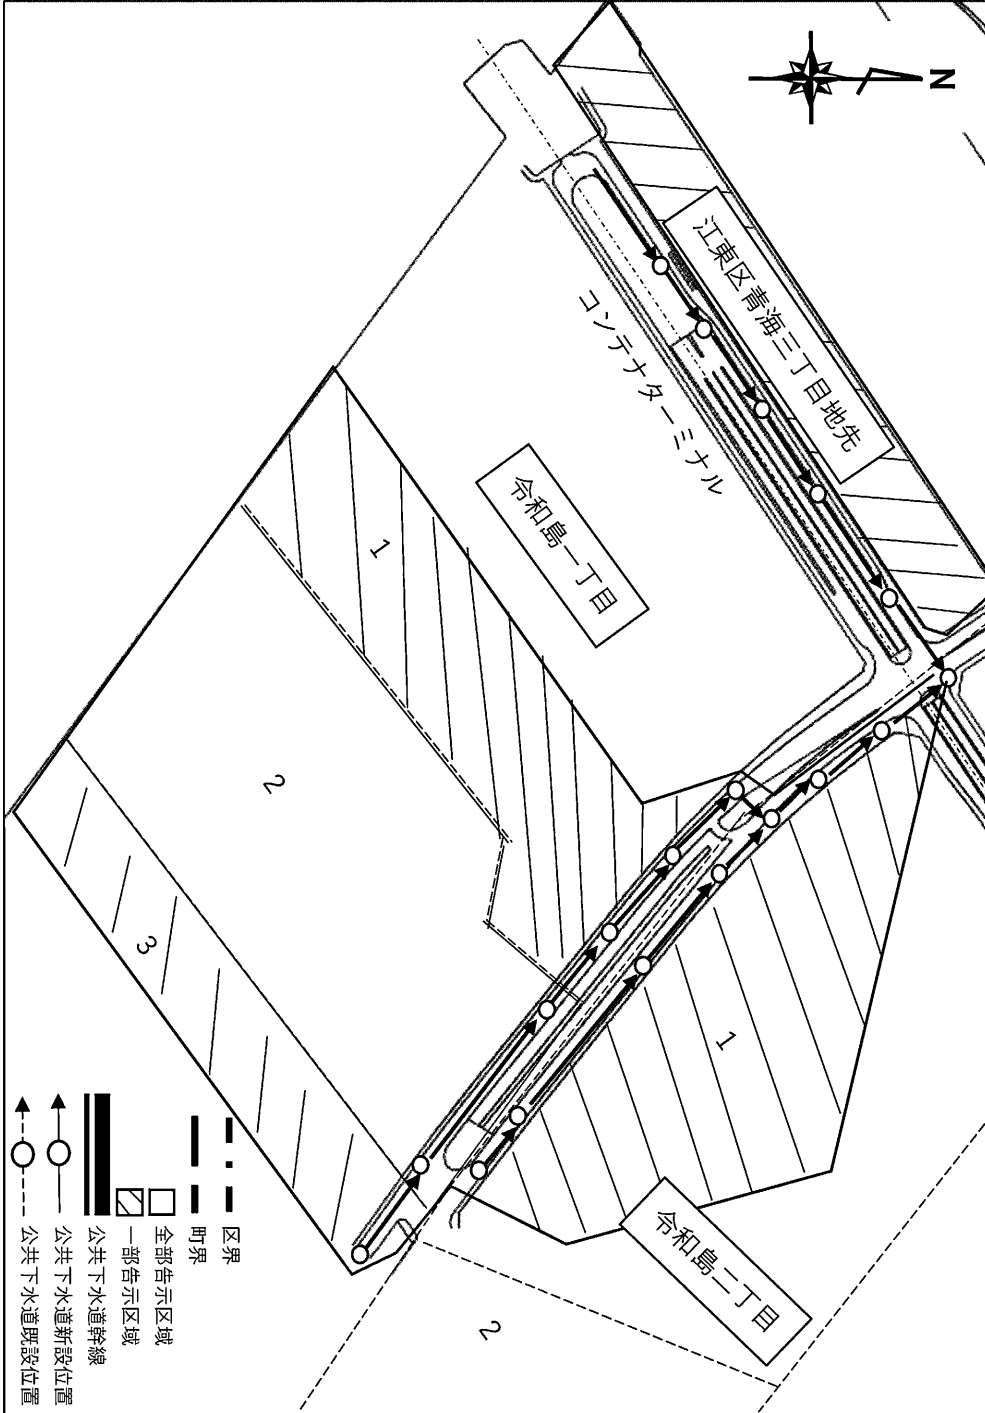 N
江東区青海三丁目地先
コンテナターミナル
令和島一丁目
1
2
3
1
令和島二丁目
2
区界
町界
全部告示区域
一部告示区域
公共下水道幹線
公共下水道新設位置
公共下水道既設位置